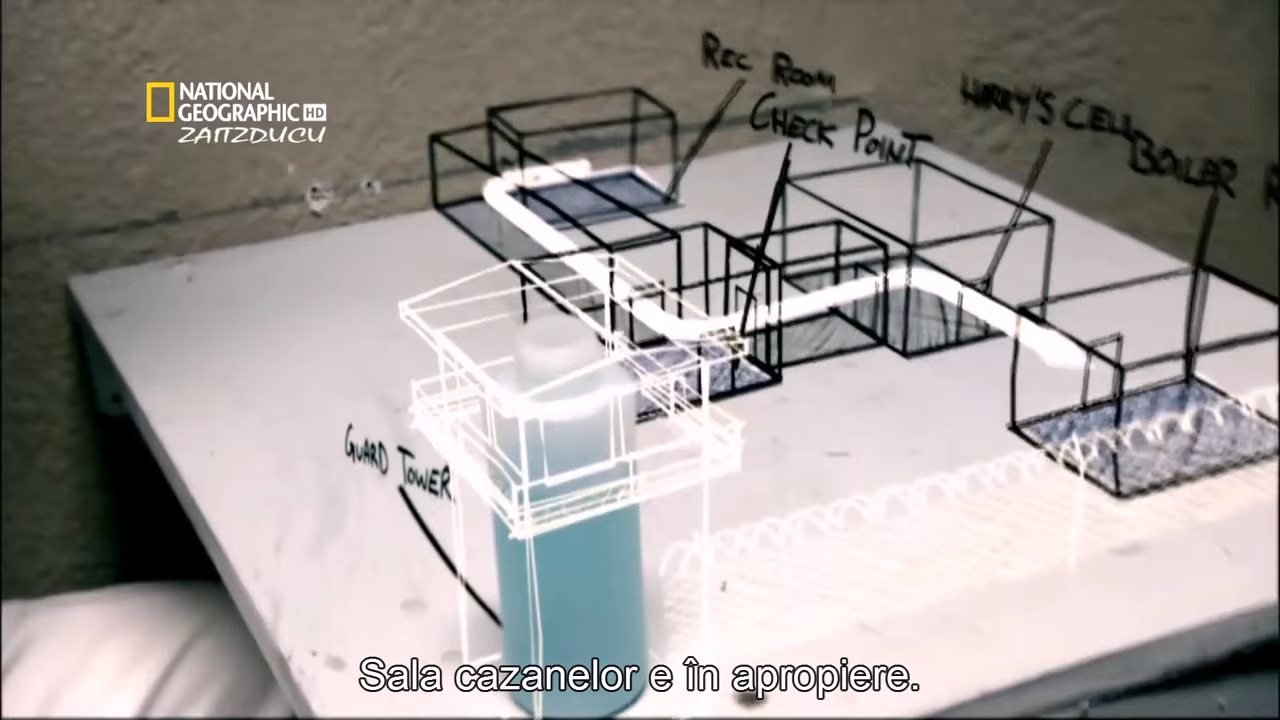 NATIONAL
GEOGRAPHIC HD
ZAITZDUCU
REC ROOM
CHECK POINT
HARRY'S CELL
BOILER
GUARD TOWER
Sala cazanelor e în apropiere.